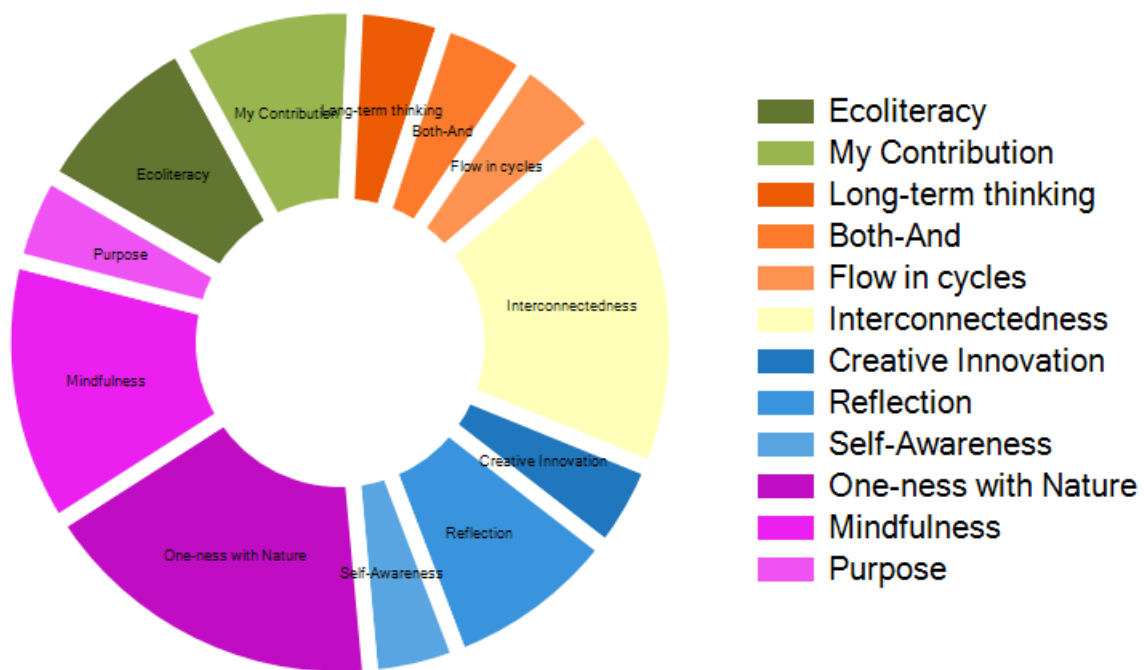 My Contribution
Long-term thinking
Both-And
Flow in cycles
Ecoliteracy
Purpose
Interconnectedness
Mindfulness
Creative Innovation
Reflection
One-ness with Nature
Self-Awareness
Ecoliteracy
My Contribution
Long-term thinking
Both-And
Flow in cycles
Interconnectedness
Creative Innovation
Reflection
Self-Awareness
One-ness with Nature
Mindfulness
Purpose